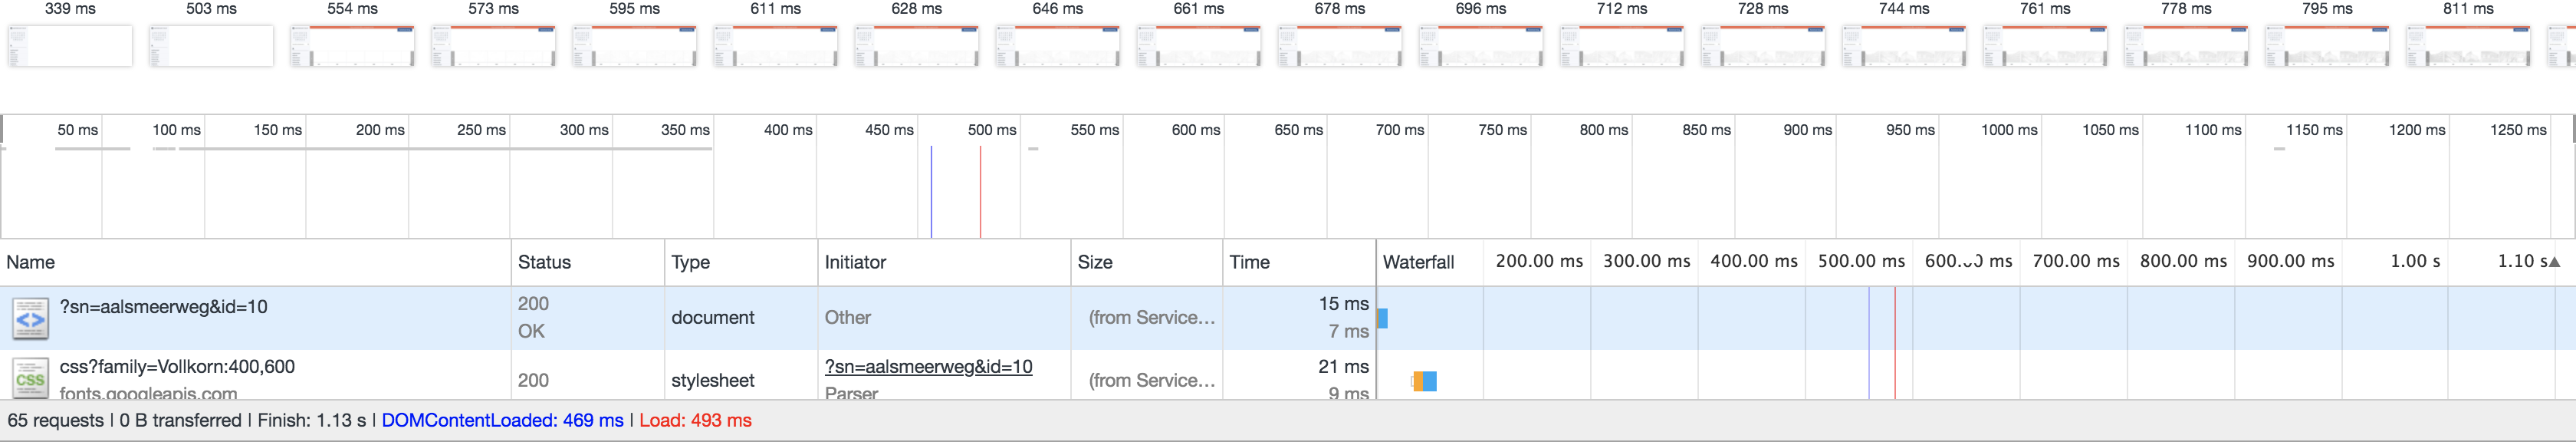 339 ms 503 ms 554 ms 573 ms 595 ms 611 ms 628 ms 646 ms 661 ms 678 ms 696 ms 712 ms 728 ms 744 ms 761 ms 778 ms 795 ms 811 ms
50 ms 100 ms 150 ms 200 ms 250 ms 300 ms 350 ms 400 ms 450 ms 500 ms 550 ms 600 ms 650 ms 700 ms 750 ms 800 ms 850 ms 900 ms 950 ms 1000 ms 1050 ms 1100 ms 1150 ms 1200 ms 1250 ms
Name Status Type Initiator Size Time Waterfall 200.00 ms 300.00 ms 400.00 ms 500.00 ms 600.00 ms 700.00 ms 800.00 ms 900.00 ms 1.00 s 1.10 s▲
?sn=aalsmeerweg&id=10 200 OK document Other (from Service… 15 ms 7 ms
css?family=Vollkorn:400,600 200 stylesheet ?sn=aalsmeerweg&id=10 (from Service… 21 ms
fonts.googleapis.com Parser 9 ms
65 requests | 0 B transferred | Finish: 1.13 s | DOMContentLoaded: 469 ms | Load: 493 ms